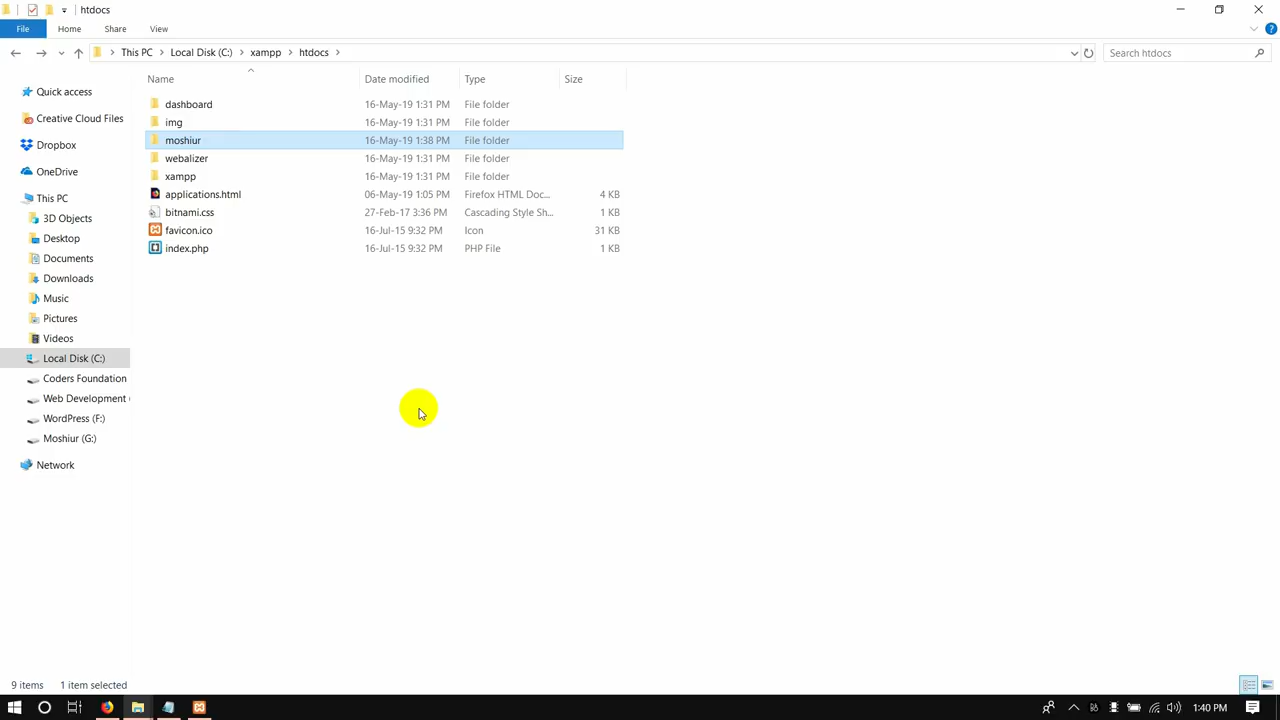 htdocs
File Home Share View
This PC Local Disk (C:) xampp htdocs Search htdocs
Name Date modified Type Size
Quick access
Creative Cloud Files
Dropbox
OneDrive
This PC
3D Objects
Desktop
Documents
Downloads
Music
Pictures
Videos
Local Disk (C:)
Coders Foundation
Web Development (
WordPress (F:)
Moshiur (G:)
Network
dashboard 16-May-19 1:31 PM File folder
img 16-May-19 1:31 PM File folder
moshiur 16-May-19 1:38 PM File folder
webalizer 16-May-19 1:31 PM File folder
xampp 16-May-19 1:31 PM File folder
applications.html 06-May-19 1:05 PM Firefox HTML Doc... 4 KB
bitnami.css 27-Feb-17 3:36 PM Cascading Style Sh... 1 KB
favicon.ico 16-Jul-15 9:32 PM Icon 31 KB
index.php 16-Jul-15 9:32 PM PHP File 1 KB
9 items 1 item selected
1:40 PM